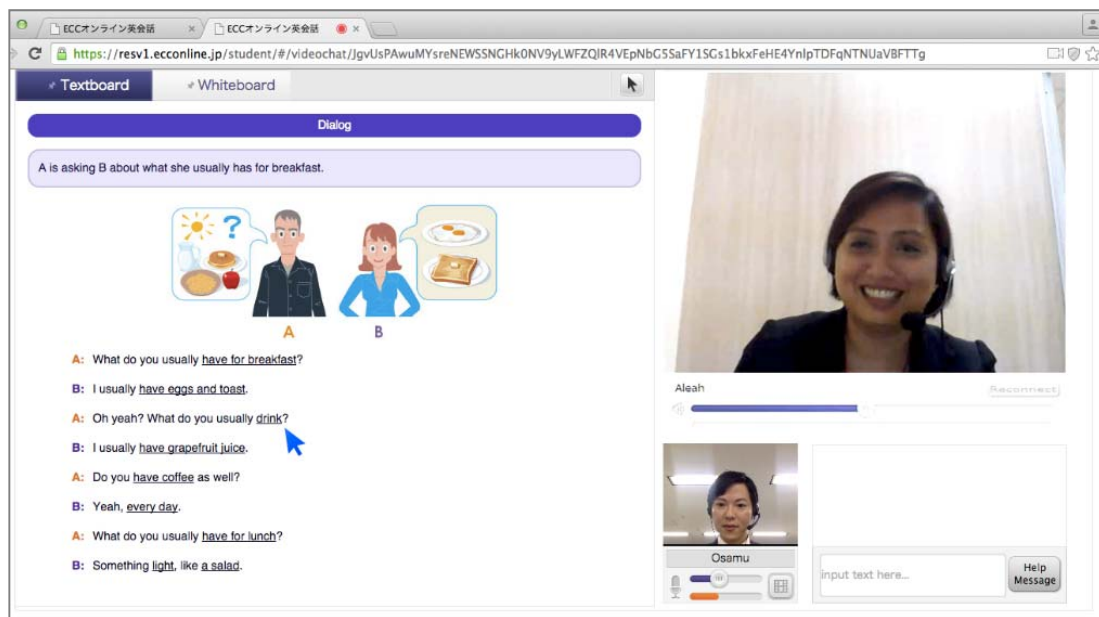 ECCオンライン英会話
ECCオンライン英会話
https://resv1.ecconline.jp/student/#/videochat/JgvUsPAwuMYsreNEWSSNGHk0NV9yLWFZQlR4VEpNbG5SaFY1SGs1bkxFeHE4YnlpTDFqNTNUaVBFTTg
Textboard
Whiteboard
Dialog
A is asking B about what she usually has for breakfast.
?
A
B
A: What do you usually have for breakfast?
B: I usually have eggs and toast.
A: Oh yeah? What do you usually drink?
B: I usually have grapefruit juice.
A: Do you have coffee as well?
B: Yeah, every day.
A: What do you usually have for lunch?
B: Something light, like a salad.
Aleah
Reconnect
Osamu
input text here...
Help
Message